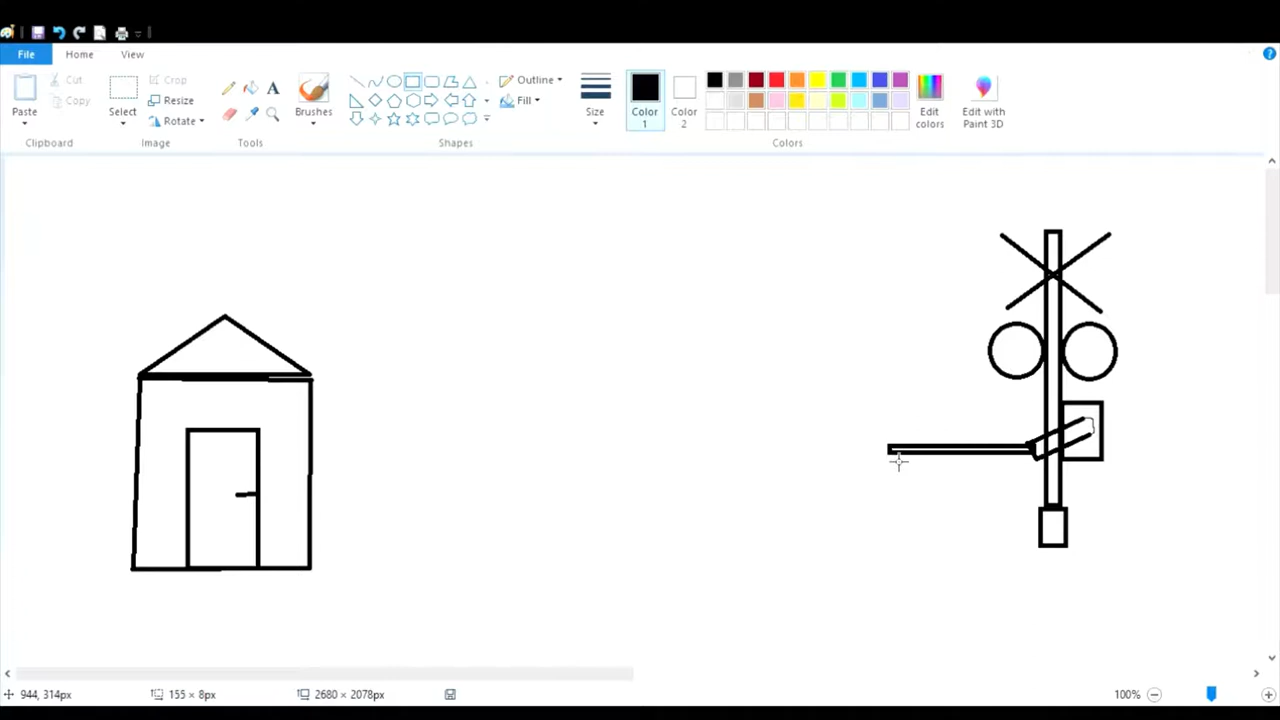 File Home View
Paste Cut Copy
Clipboard
Select Crop Resize Rotate
Image
A
Tools
Brushes
Outline Fill
Shapes
Size
Color 1 Color 2
Edit colors
Edit with Paint 3D
Colors
944, 314px 155 × 8px 2680 × 2078px 100%